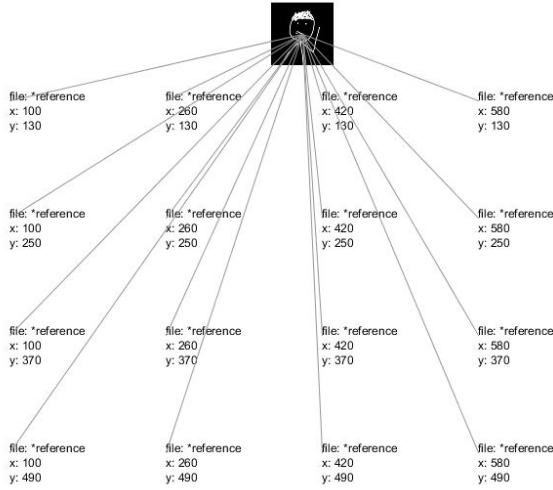 file: *reference file: *reference file: *reference file: *reference
x: 100 x: 260 x: 420 x: 580
y: 130 y: 130 y: 130 y: 130
file: *reference file: *reference file: *reference file: *reference
x: 100 x: 260 x: 420 x: 580
y: 250 y: 250 y: 250 y: 250
file: *reference file: *reference file: *reference file: *reference
x: 100 x: 260 x: 420 x: 580
y: 370 y: 370 y: 370 y: 370
file: *reference file: *reference file: *reference file: *reference
x: 100 x: 260 x: 420 x: 580
y: 490 y: 490 y: 490 y: 490